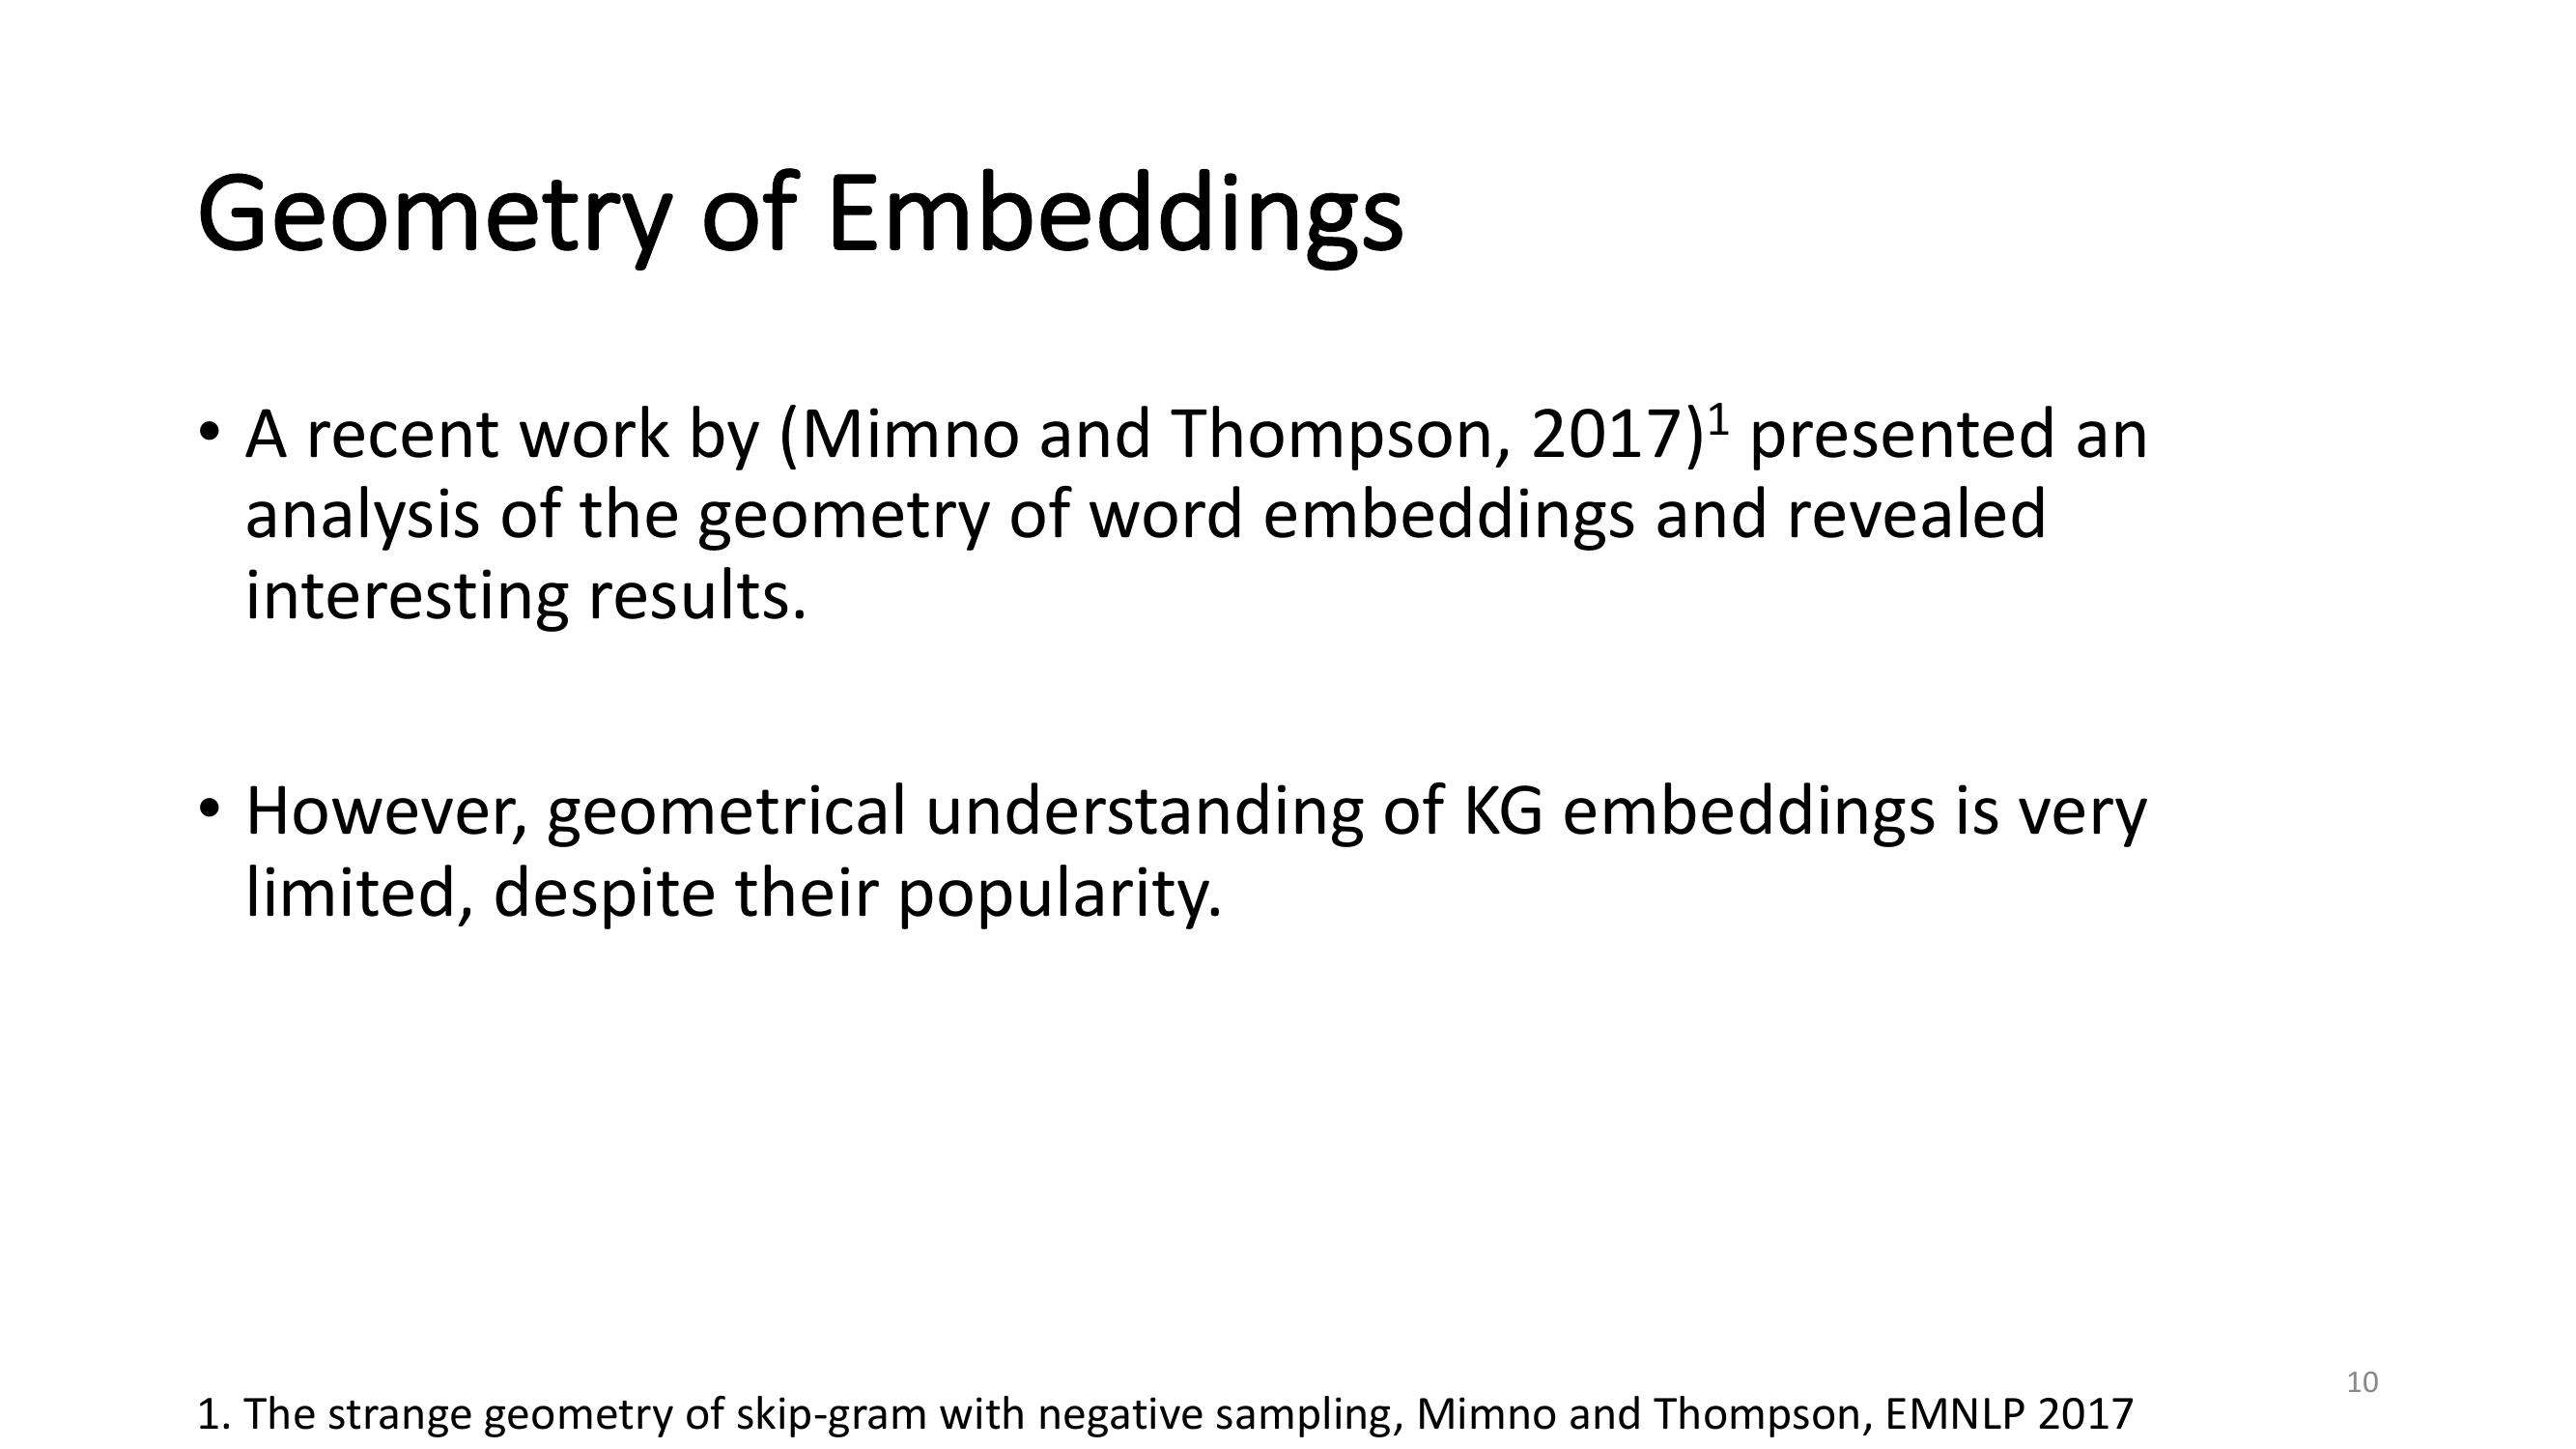 Geometry of Embeddings
• A recent work by (Mimno and Thompson, 2017)¹ presented an
analysis of the geometry of word embeddings and revealed
interesting results.
• However, geometrical understanding of KG embeddings is very
limited, despite their popularity.
1. The strange geometry of skip-gram with negative sampling, Mimno and Thompson, EMNLP 2017
10